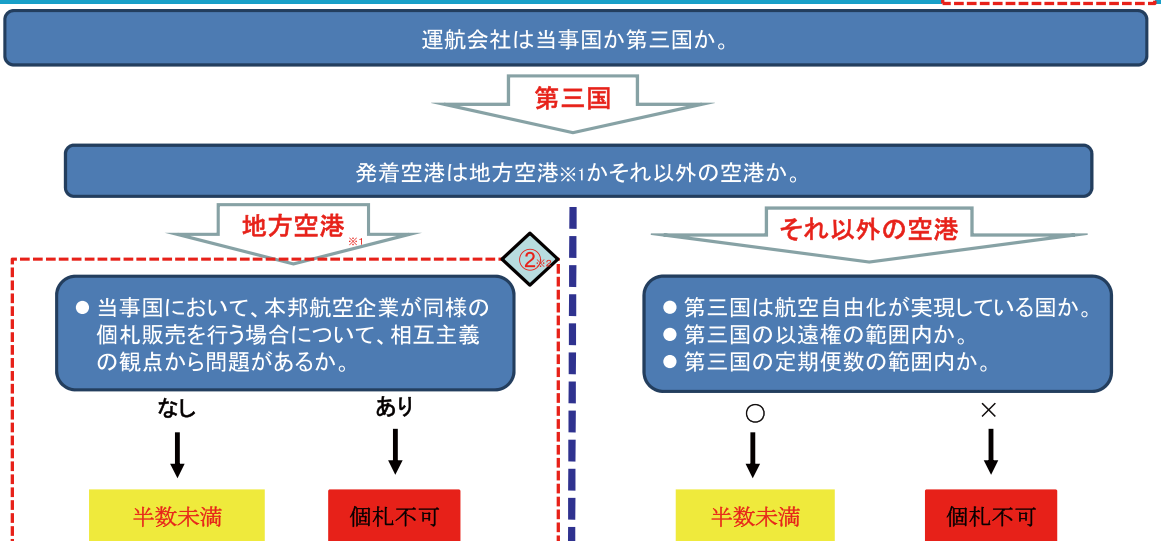 運航会社は当事国か第三国か。
第三国
発着空港は地方空港※1かそれ以外の空港か。
地方空港
※1
それ以外の空港
②※2
● 当事国において、本邦航空企業が同様の
個札販売を行う場合について、相互主義
の観点から問題があるか。
● 第三国は航空自由化が実現している国か。
● 第三国の以遠権の範囲内か。
● 第三国の定期便数の範囲内か。
なし
あり
○
×
半数未満
個札不可
半数未満
個札不可